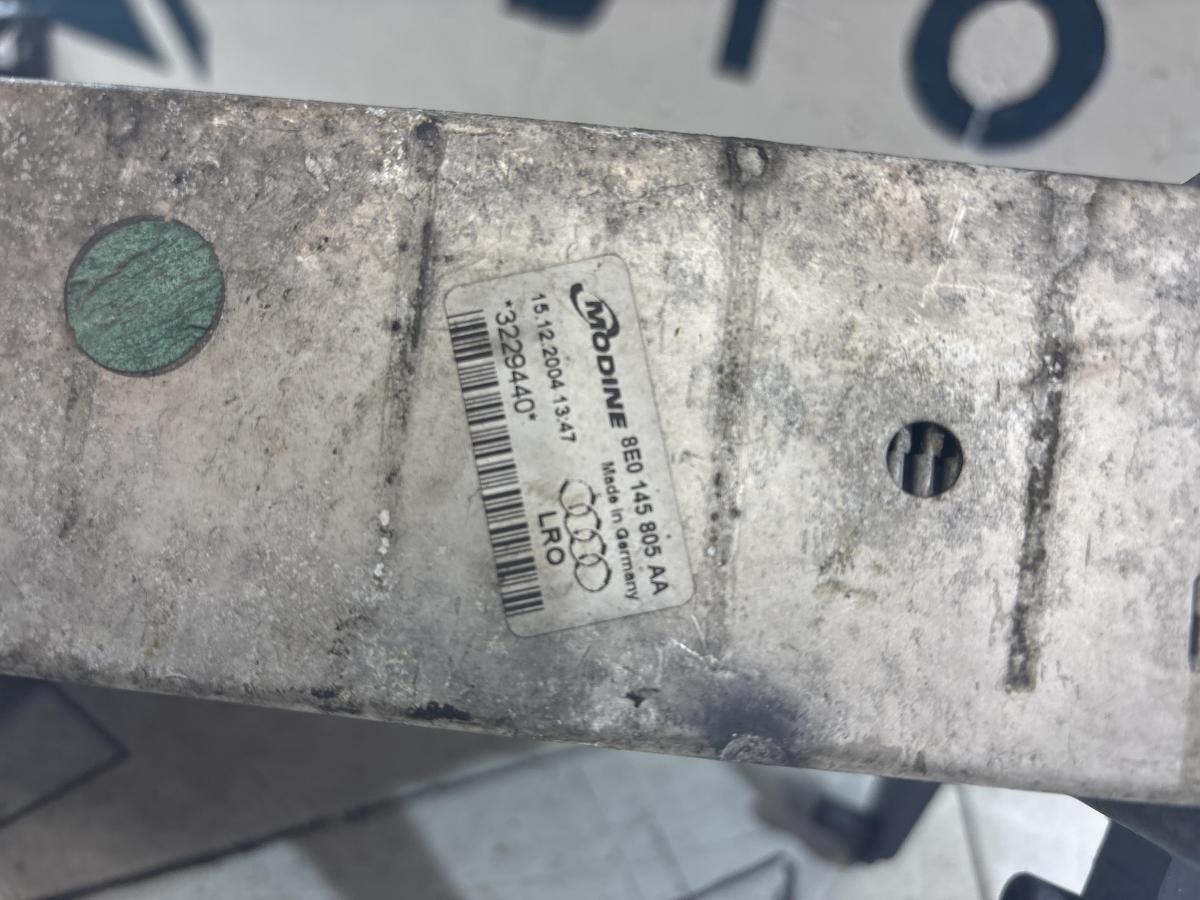 MODINE 8E0 145 805 AA
Made in Germany
15.12.2004 13:47
*3229440*
LRO